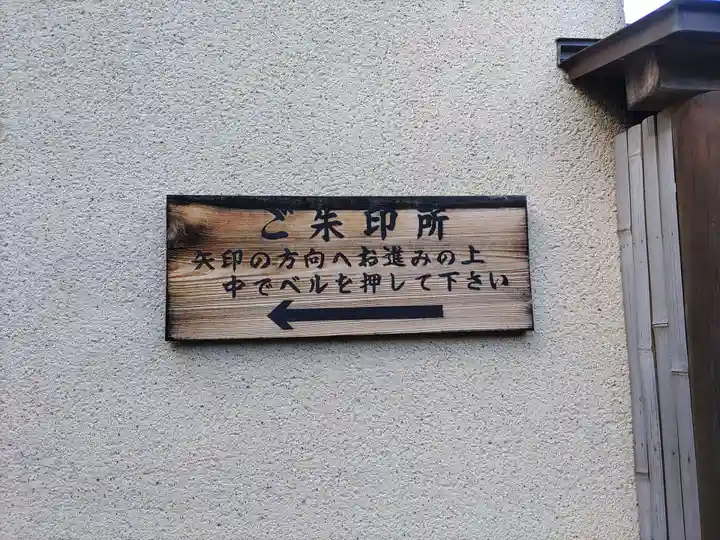 ご朱印所
矢印の方向へお進みの上
中でベルを押して下さい